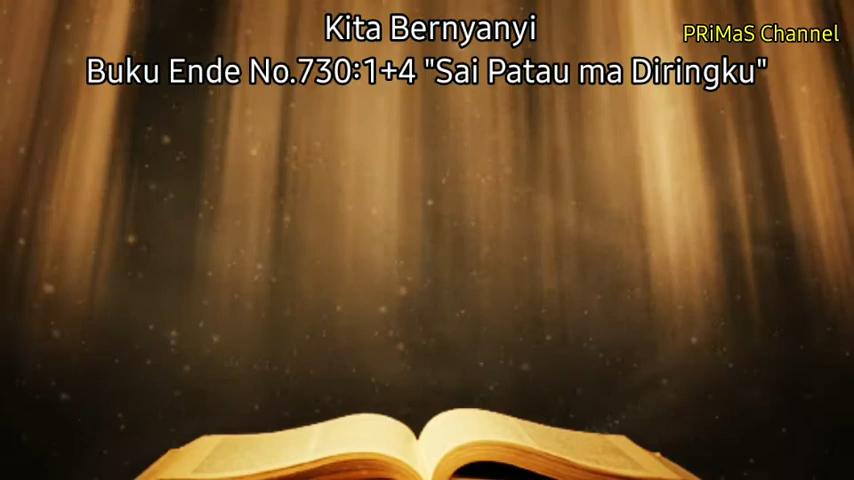 Kita Bernyanyi
PRiMaS Channel
Buku Ende No.730:1+4 "Sai Patau ma Diringku"